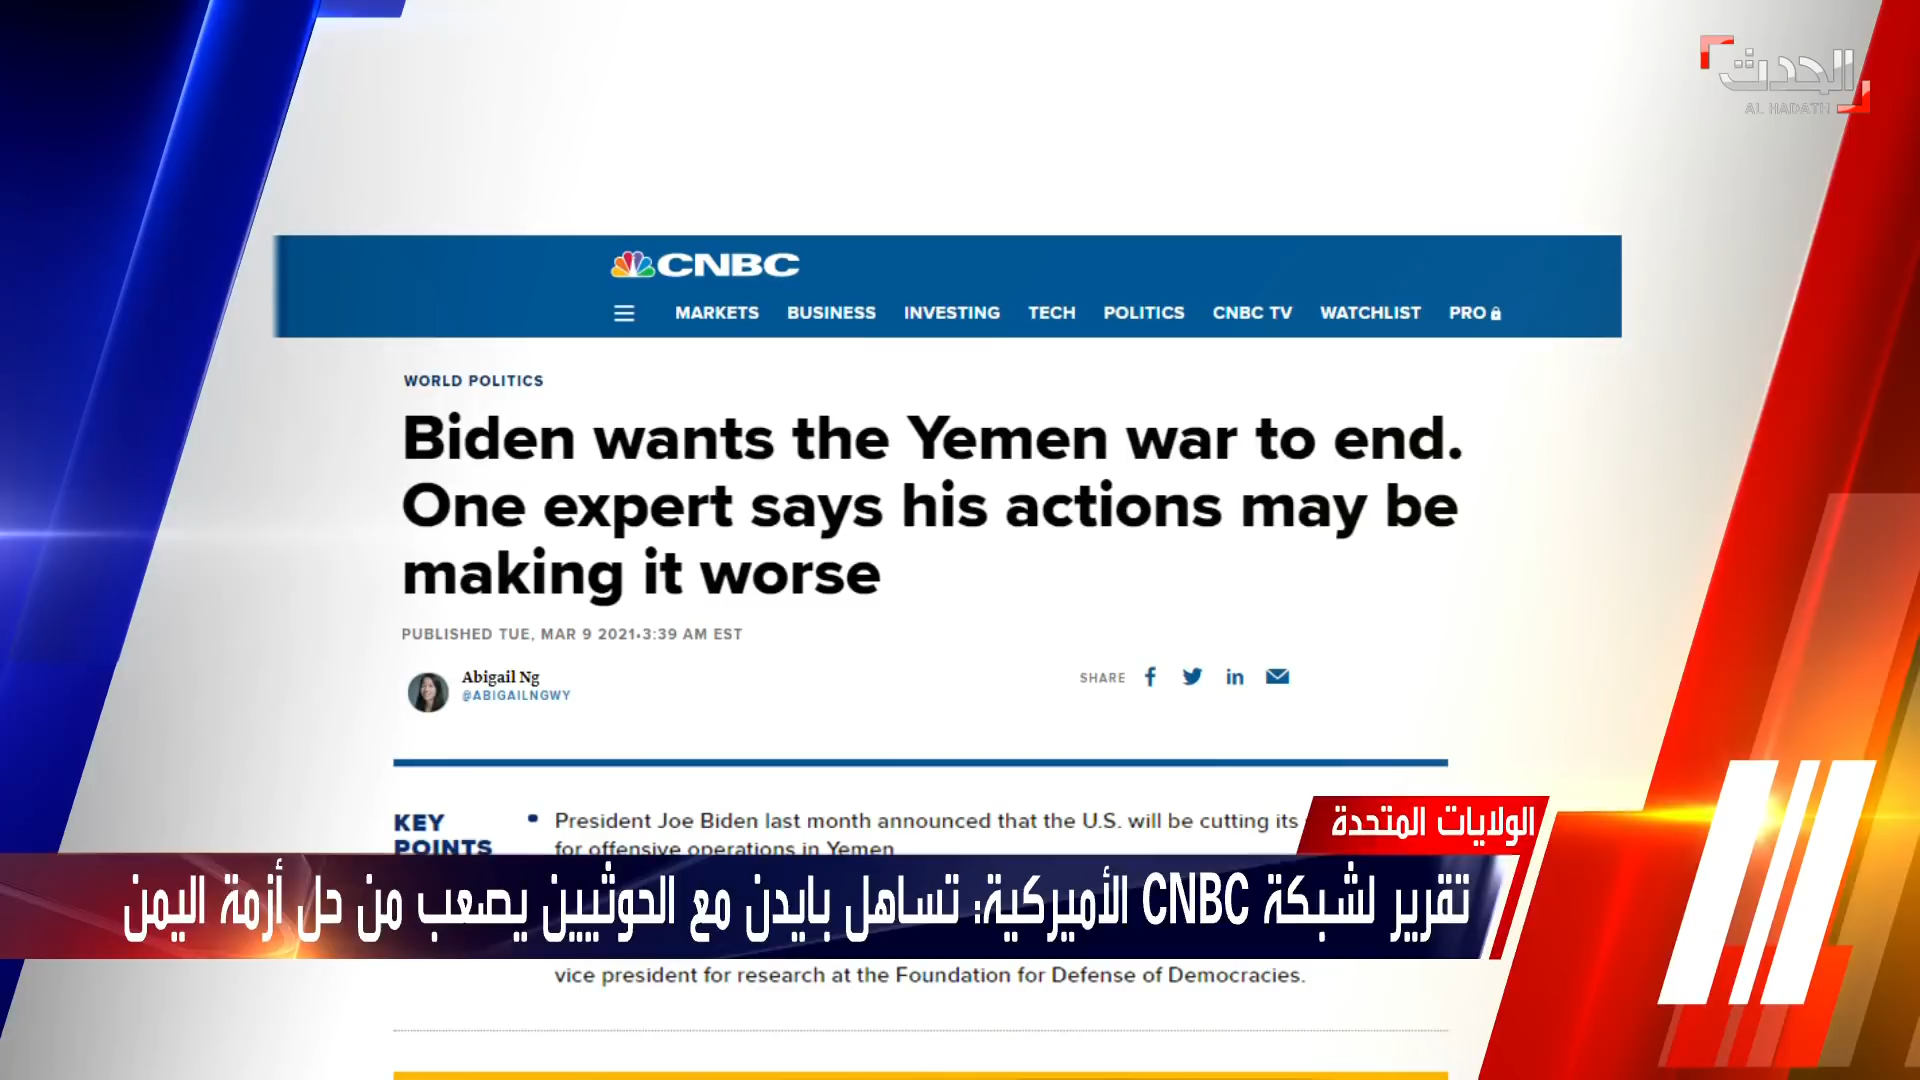 الحدث
AL HADATH
CNBC
MARKETS BUSINESS INVESTING TECH POLITICS CNBC TV WATCHLIST PRO
WORLD POLITICS
Biden wants the Yemen war to end.
One expert says his actions may be
making it worse
PUBLISHED TUE, MAR 9 2021•3:39 AM EST
Abigail Ng
@ABIGAILNGWY
SHARE
KEY
POINTS
• President Joe Biden last month announced that the U.S. will be cutting its
for offensive operations in Yemen
الولايات المتحدة
تقرير لشبكة CNBC الأميركية: تساهل بايدن مع الحوثيين يصعب من حل أزمة اليمن
vice president for research at the Foundation for Defense of Democracies.